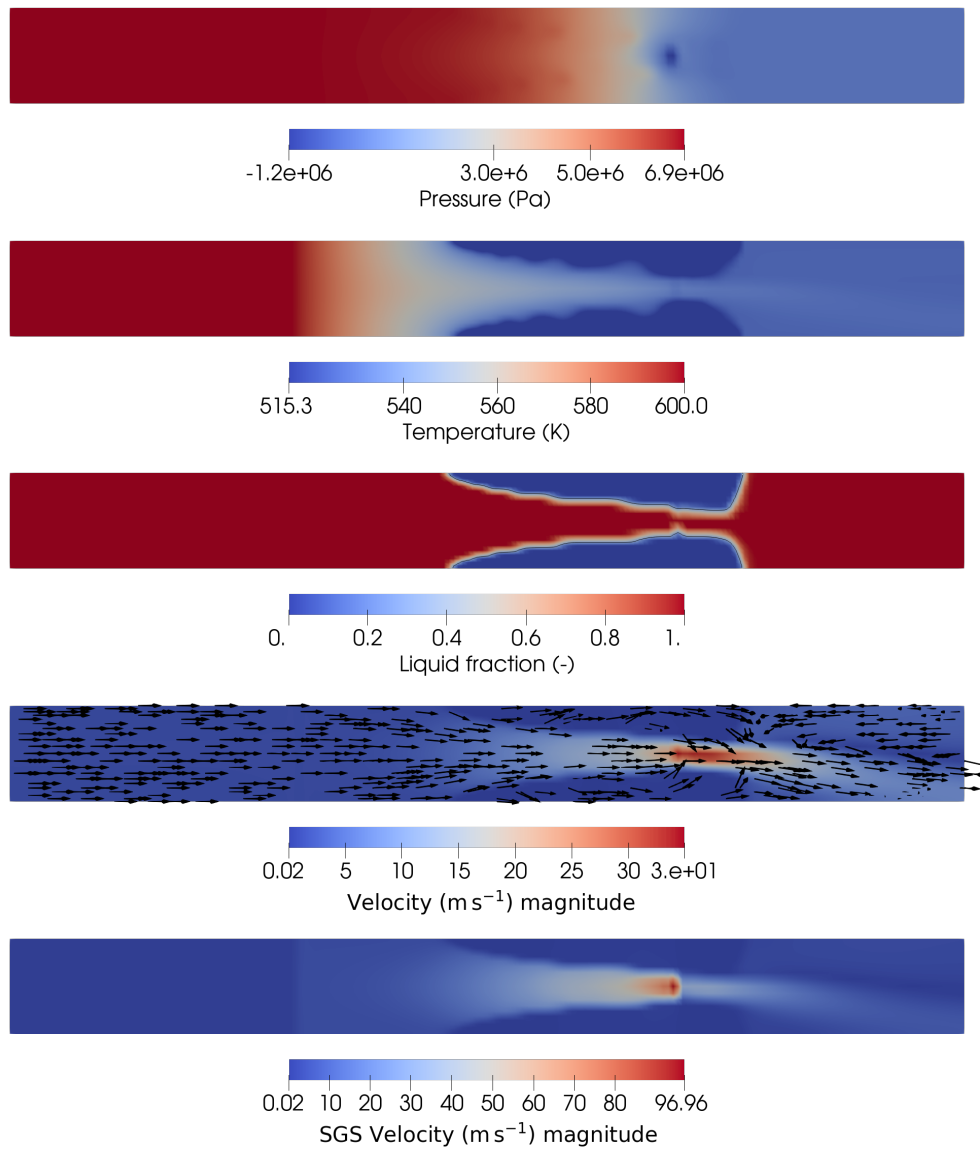 -1.2e+06 3.0e+6 5.0e+6 6.9e+06
Pressure (Pa)
515.3 540 560 580 600.0
Temperature (K)
0. 0.2 0.4 0.6 0.8 1.
Liquid fraction (-)
0.02 5 10 15 20 25 30 3.e+01
Velocity (m s⁻¹) magnitude
0.02 10 20 30 40 50 60 70 80 96.96
SGS Velocity (m s⁻¹) magnitude